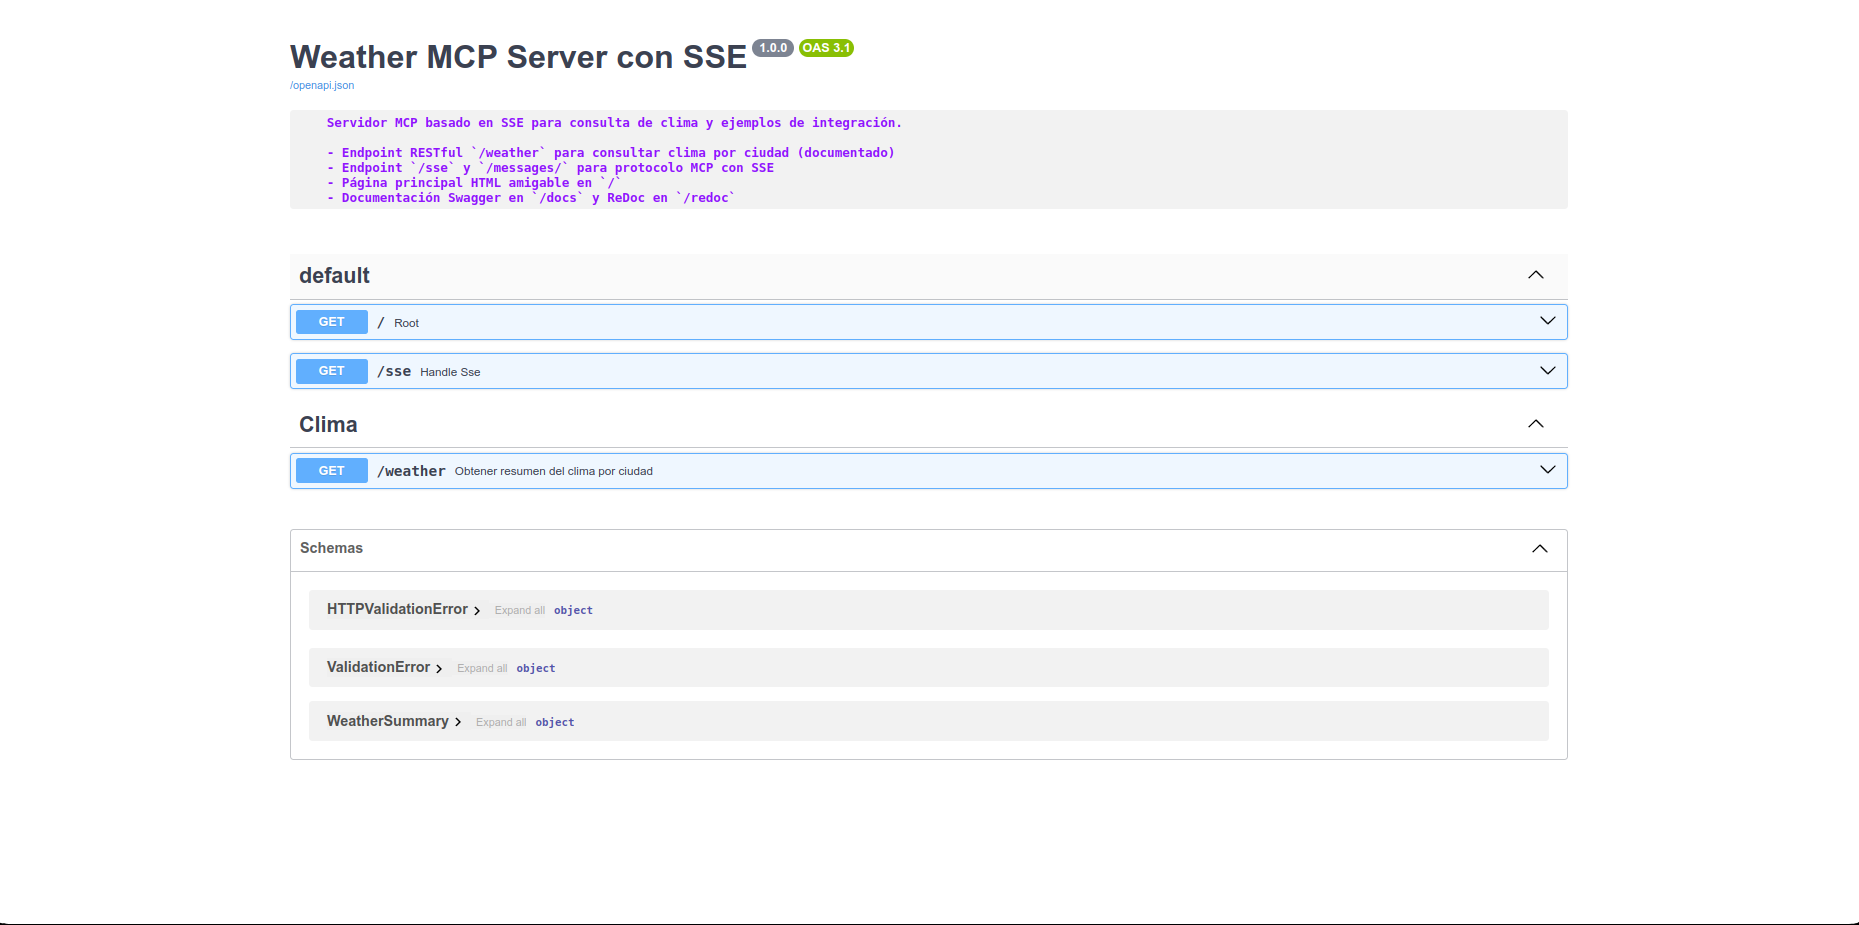 Weather MCP Server con SSE 1.0.0 OAS 3.1
/openapi.json
Servidor MCP basado en SSE para consulta de clima y ejemplos de integración.
- Endpoint RESTful `/weather` para consultar clima por ciudad (documentado)
- Endpoint `/sse` y `/messages/` para protocolo MCP con SSE
- Página principal HTML amigable en `/`
- Documentación Swagger en `/docs` y ReDoc en `/redoc`
default
GET / Root
GET /sse Handle Sse
Clima
GET /weather Obtener resumen del clima por ciudad
Schemas
HTTPValidationError Expand all object
ValidationError Expand all object
WeatherSummary Expand all object